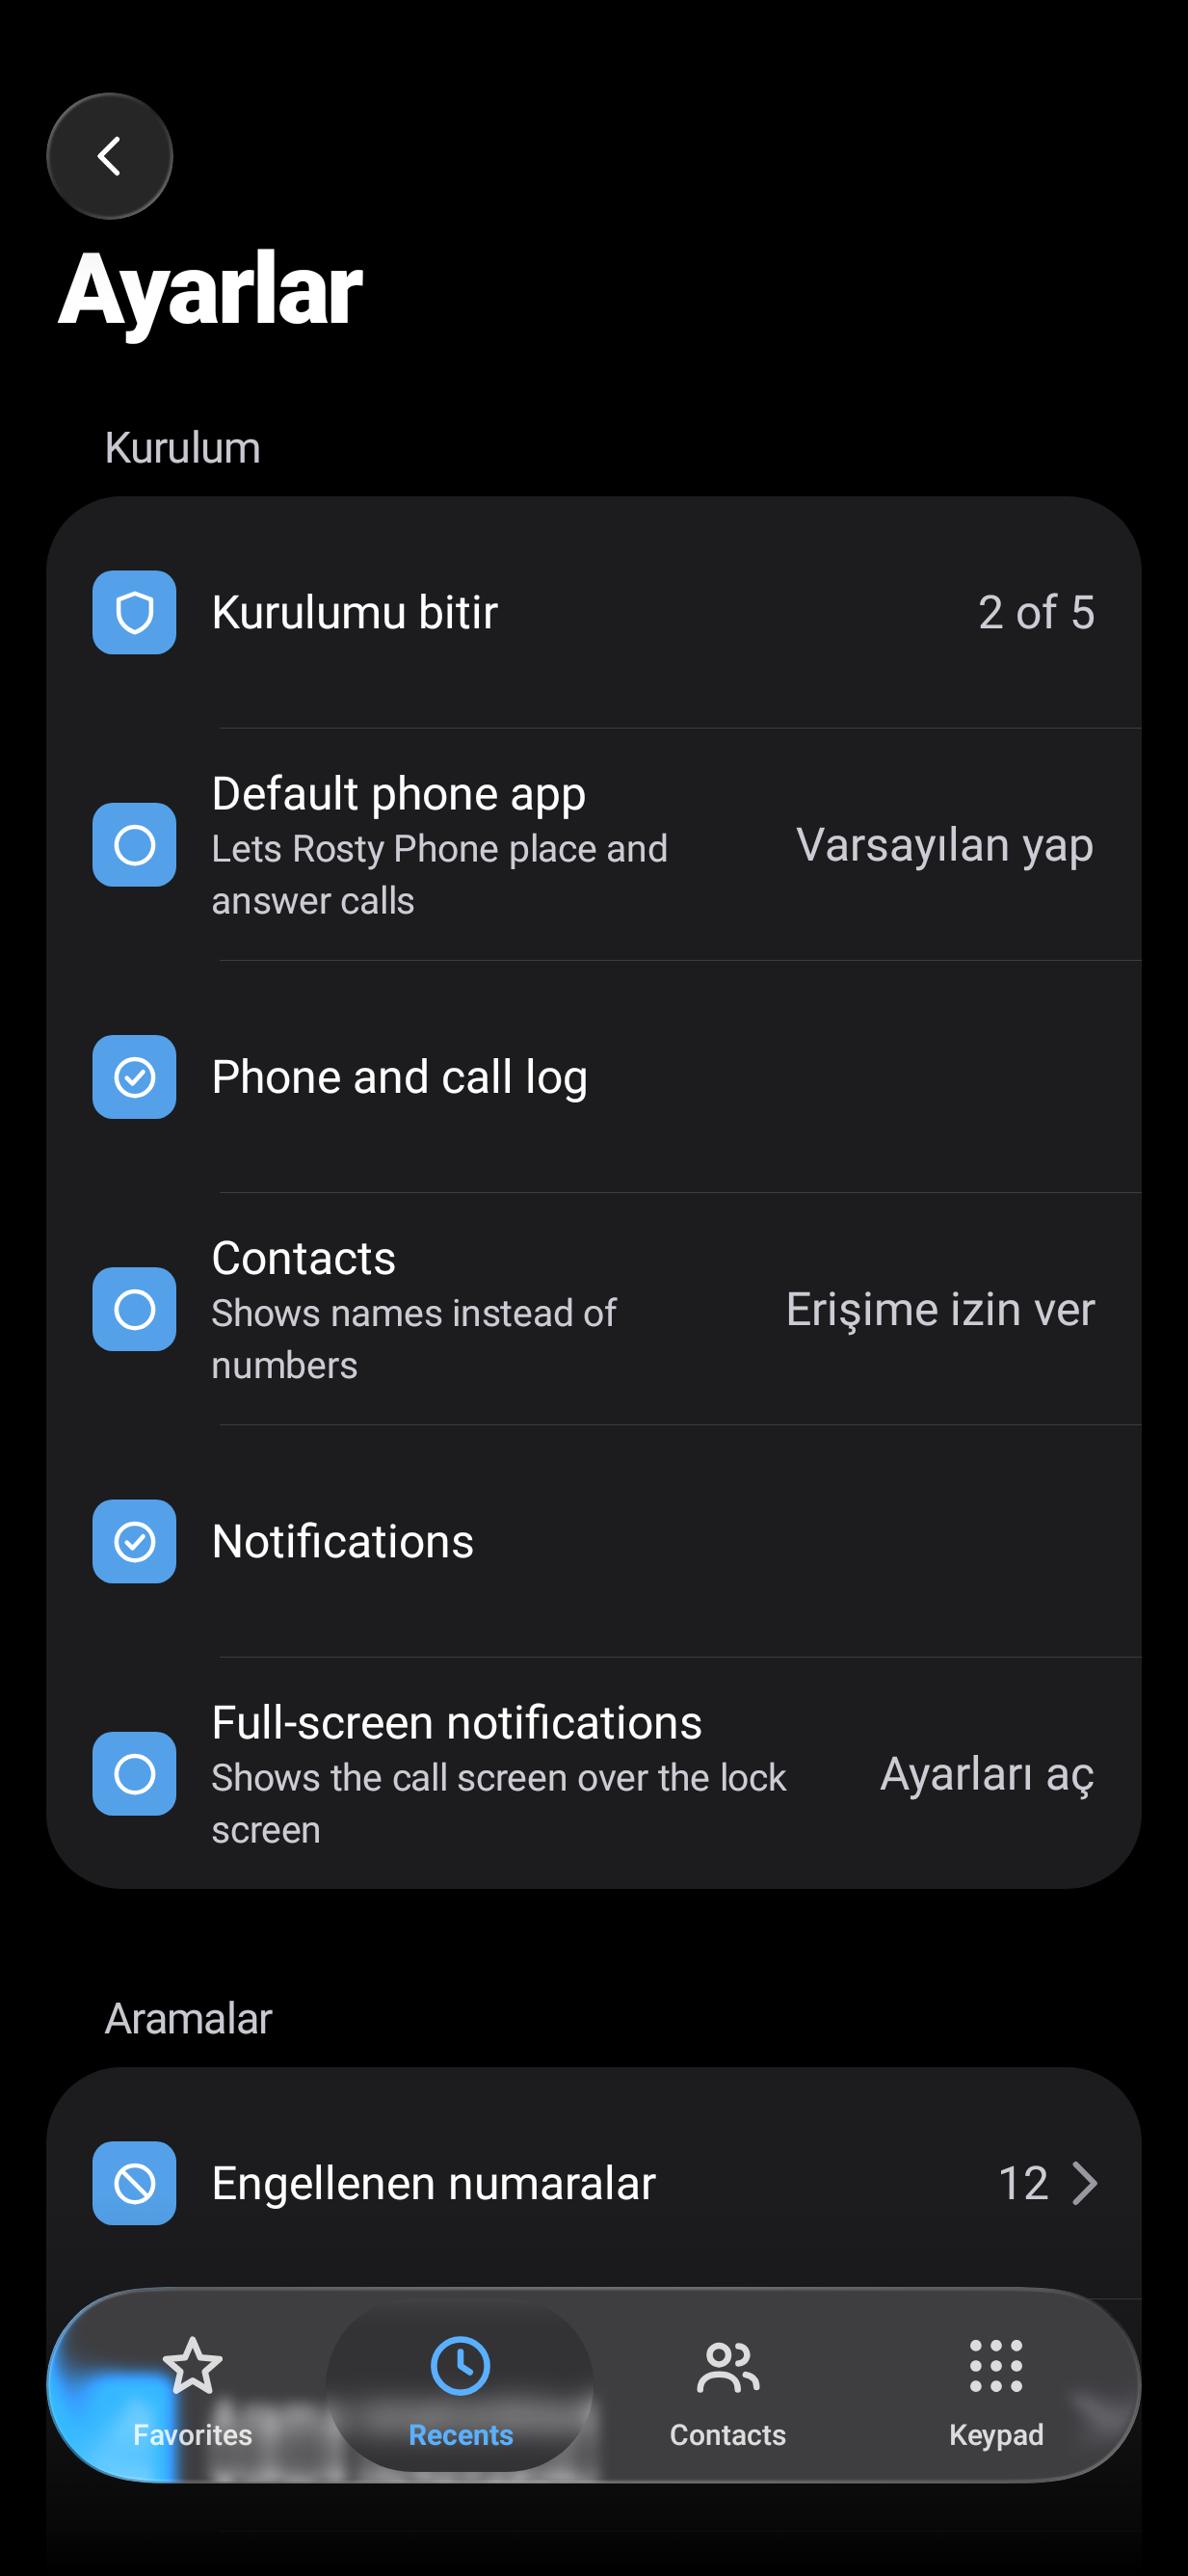 Ayarlar
Kurulum
Kurulumu bitir
2 of 5
Default phone app
Lets Rosty Phone place and
answer calls
Varsayılan yap
Phone and call log
Contacts
Shows names instead of
numbers
Erişime izin ver
Notifications
Full-screen notifications
Shows the call screen over the lock
screen
Ayarları aç
Aramalar
Engellenen numaralar
12
Favorites
Recents
Contacts
Keypad